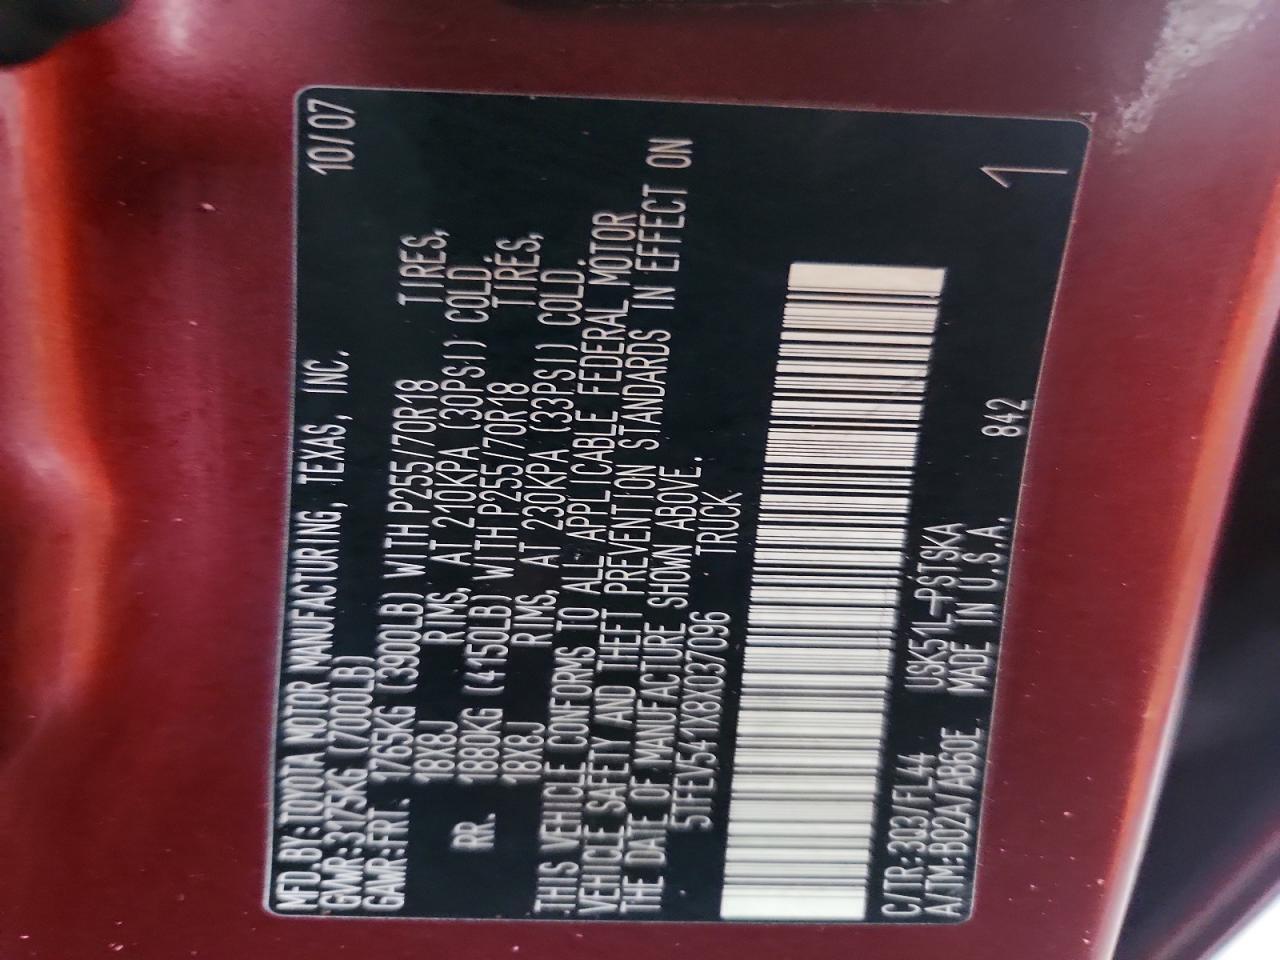 MFD.BY:TOYOTA MOTOR MANUFACTURING, TEXAS, INC. 10/07
GVWR:3175KG (7000LB)
GAWR:FRT. 1765KG (3900LB) WITH P255/70R18 TIRES,
18X8J RIMS, AT 210KPA (30PSI) COLD.
RR. 1880KG (4150LB) WITH P255/70R18 TIRES,
18X8J RIMS, AT 230KPA (33PSI) COLD.
THIS VEHICLE CONFORMS TO ALL APPLICABLE FEDERAL MOTOR
VEHICLE SAFETY AND THEFT PREVENTION STANDARDS IN EFFECT ON
THE DATE OF MANUFACTURE SHOWN ABOVE.
5TFEV541X8X037096 TRUCK
C/TR:3Q3/FL44 USK51L-PSTSKA 842
A/TM:B02A/AB60E MADE IN U.S.A. 1